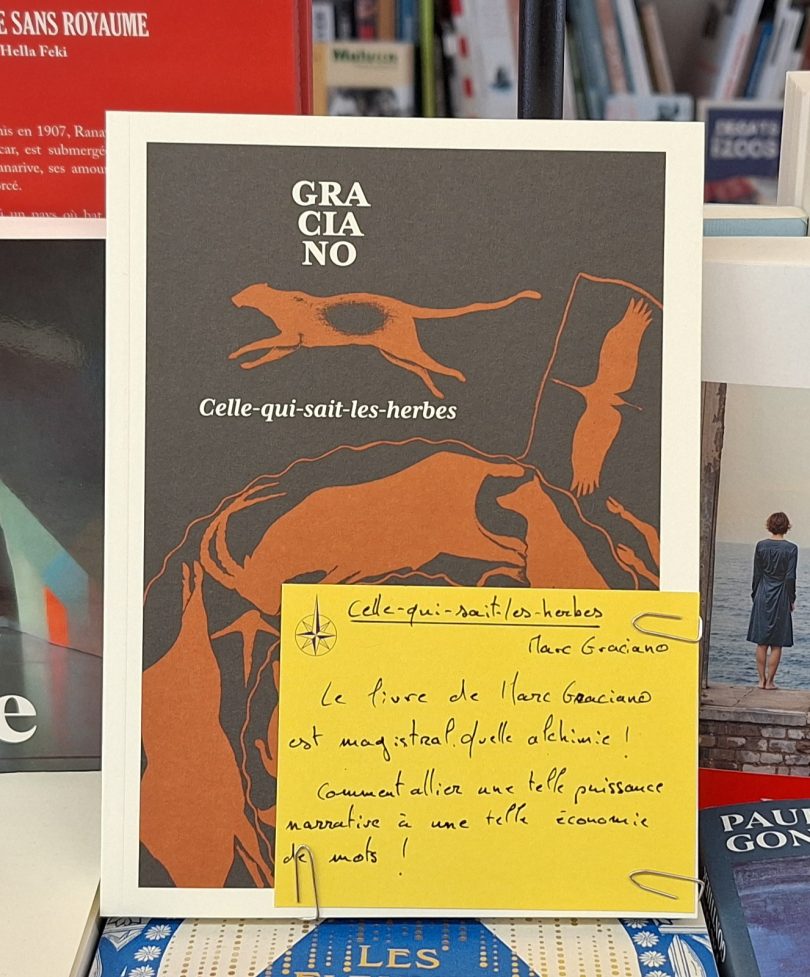 E SANS ROYAUME
Hella Feki
is en 1907, Rana
car, est submergé
anarive, ses amou
rcé.
GRA
CIA
NO
Celle-qui-sait-les-herbes
Celle-qui-sait-les-herbes
Marc Graciano
Le livre de Marc Graciano
est magistral. Quelle alchimie !
Comment allier une telle puissance
narrative à une telle économie
de mots !
e
PAUL
GON
LES